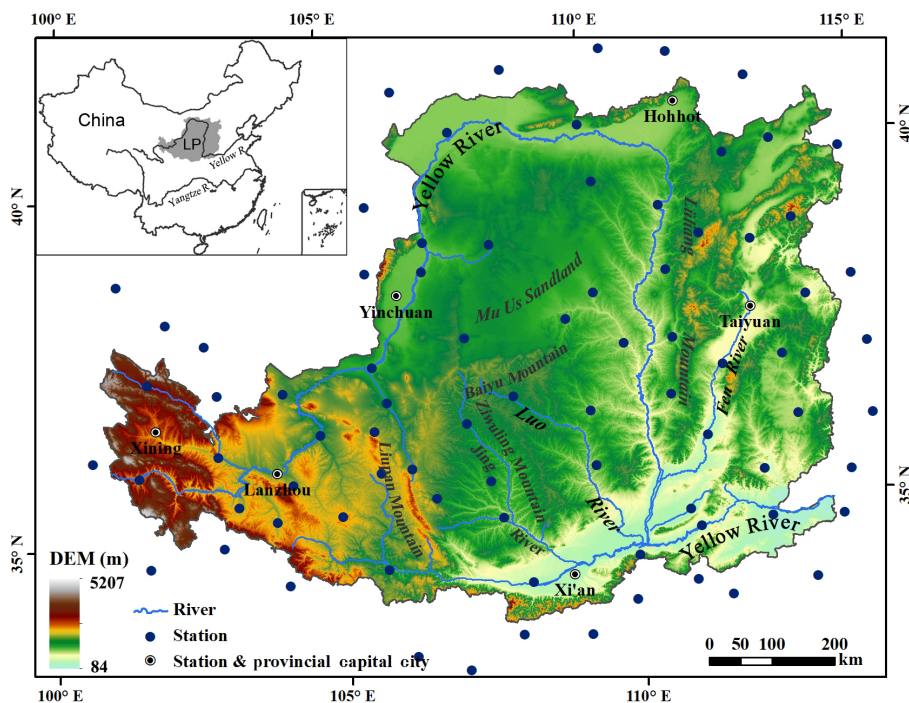 100° E
105° E
110° E
115° E
China
LP
Yellow R.
Yangtze R.
Hohhot
40° N
40° N
Yellow River
Lüliang
Mu Us Sandland
Yinchuan
Taiyuan
Mountain
Fen River
Baiyu Mountain
Luo
Ziwuling Mountain
Xining
Jing
Liupan Mountain
Lanzhou
River
35° N
35° N
River
Yellow River
DEM (m)
5207
Xi'an
River
Station
84
Station & provincial capital city
0 50 100 200
km
100° E
105° E
110° E